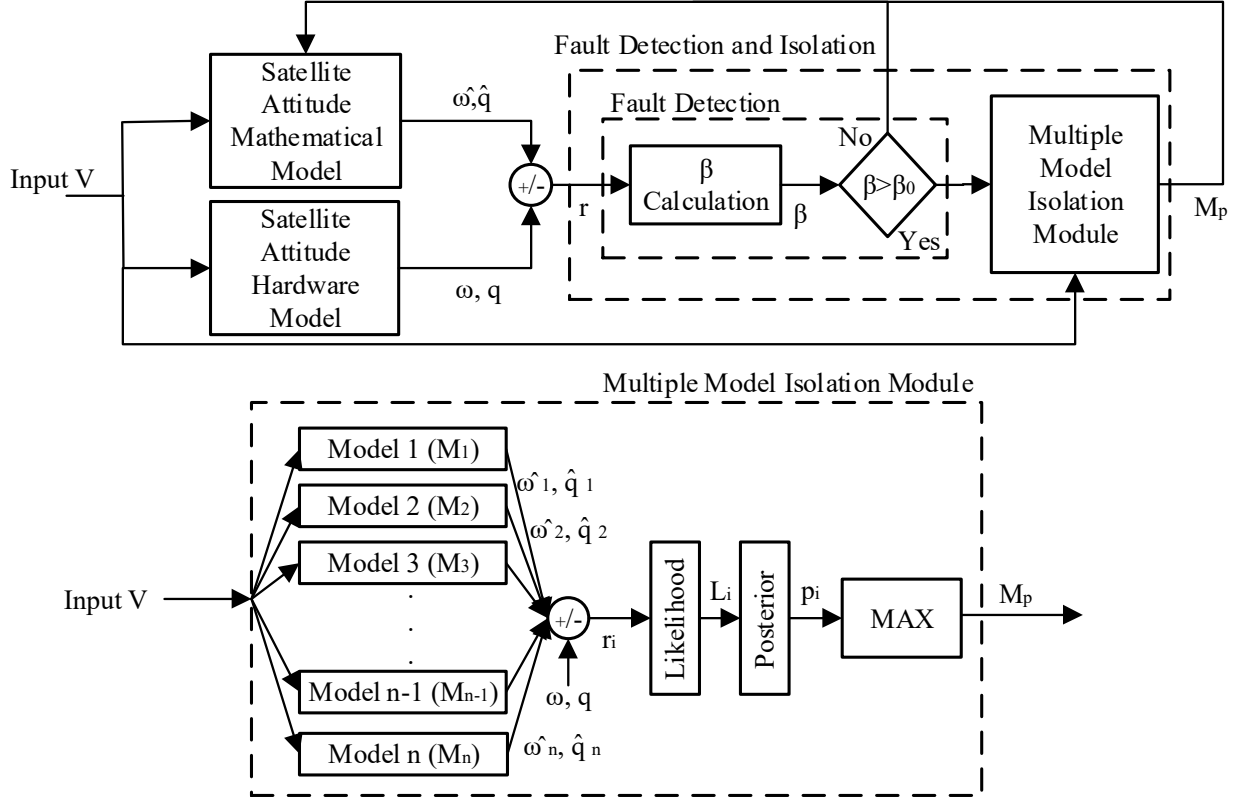 Fault Detection and Isolation
Satellite
Attitude
Mathematical
Model
ω̂, q̂
Fault Detection
No
Multiple
Model
Isolation
Module
Input V
+/-
r
β
Calculation
β
β>β₀
Yes
Mₚ
Satellite
Attitude
Hardware
Model
ω, q
Multiple Model Isolation Module
Model 1 (M₁)
ω̂ ₁, q̂ ₁
Model 2 (M₂)
ω̂ ₂, q̂ ₂
Model 3 (M₃)
Input V
.
.
.
+/-
rᵢ
Likelihood
Lᵢ
Posterior
pᵢ
MAX
Mₚ
Model n-1 (Mₙ₋₁)
ω, q
Model n (Mₙ)
ω̂ ₙ, q̂ ₙ